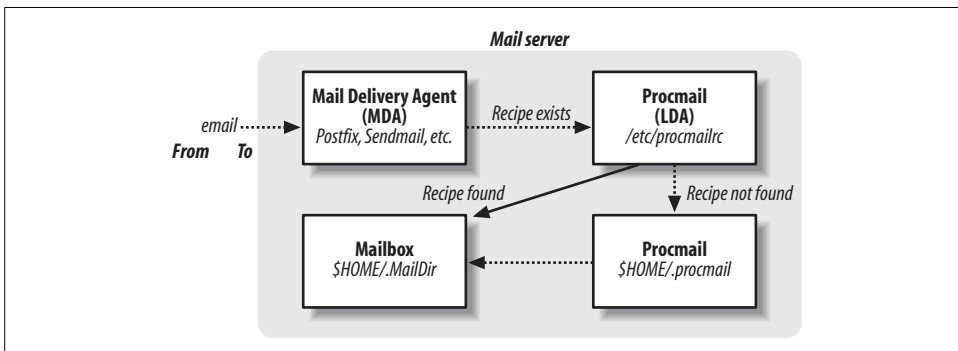 Mail server
Mail Delivery Agent
(MDA)
Postfix, Sendmail, etc.
Recipe exists
Procmail
(LDA)
/etc/procmailrc
email
From To
Recipe found
Recipe not found
Mailbox
$HOME/.MailDir
Procmail
$HOME/.procmail